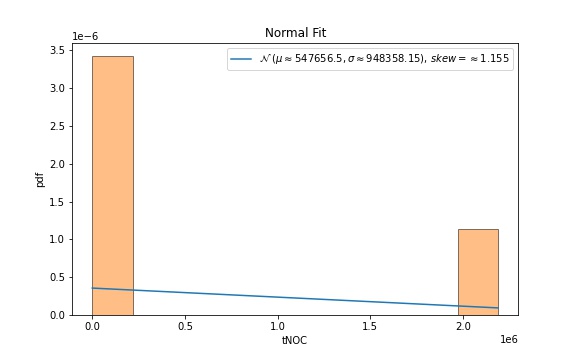 Normal Fit
1e−6
𝒩 (μ ≈ 547656.5, σ ≈ 948358.15), skew = ≈ 1.155
3.5
3.0
2.5
2.0
1.5
1.0
0.5
0.0
pdf
0.0 0.5 1.0 1.5 2.0
tNOC
1e6